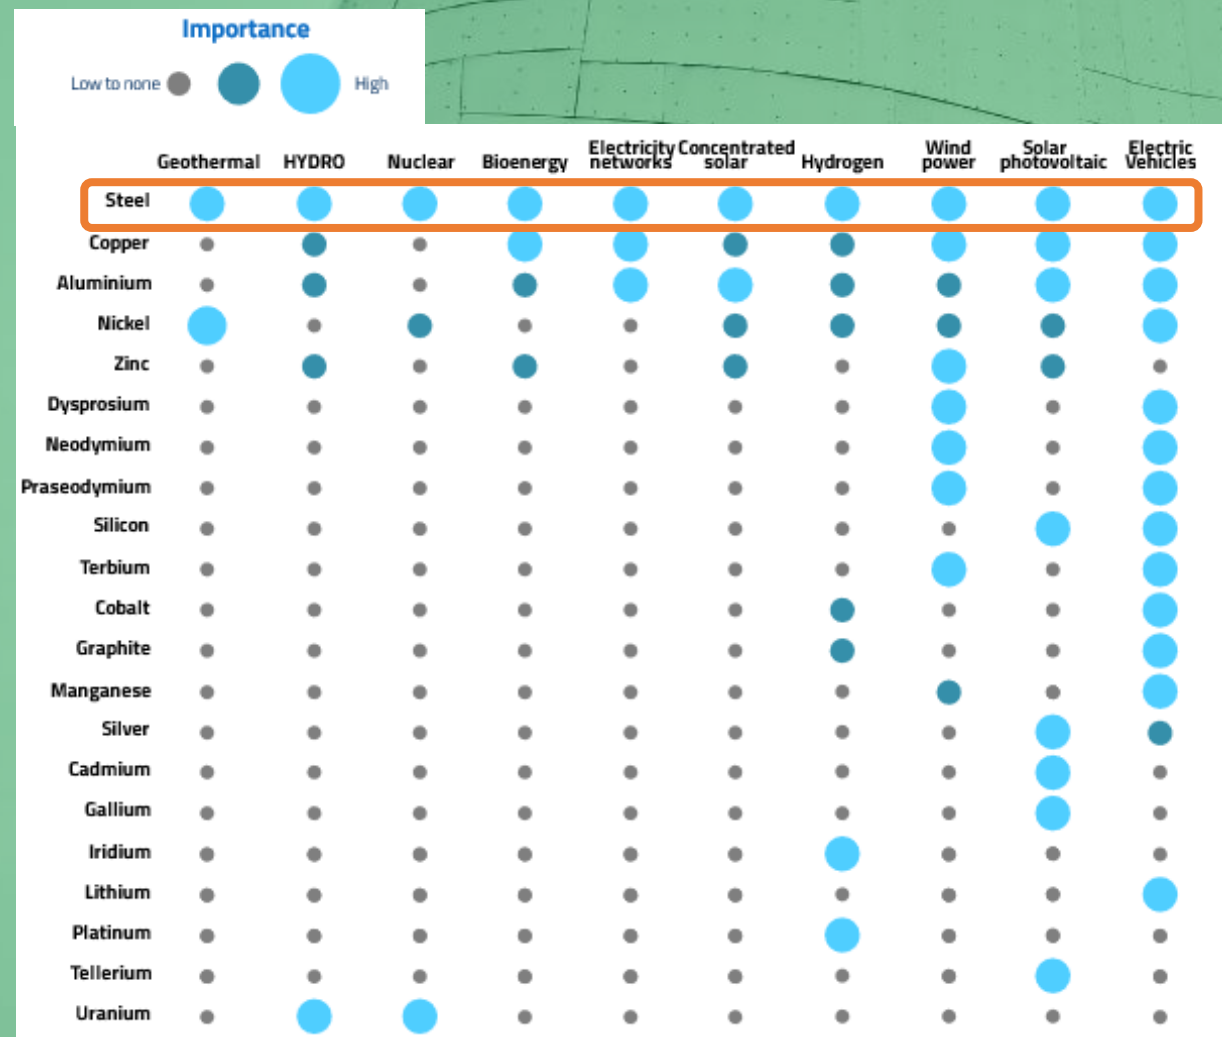 Importance
Low to none High
Geothermal HYDRO Nuclear Bioenergy Electricity networks Concentrated solar Hydrogen Wind power Solar photovoltaic Electric Vehicles
Steel
Copper
Aluminium
Nickel
Zinc
Dysprosium
Neodymium
Praseodymium
Silicon
Terbium
Cobalt
Graphite
Manganese
Silver
Cadmium
Gallium
Iridium
Lithium
Platinum
Tellerium
Uranium